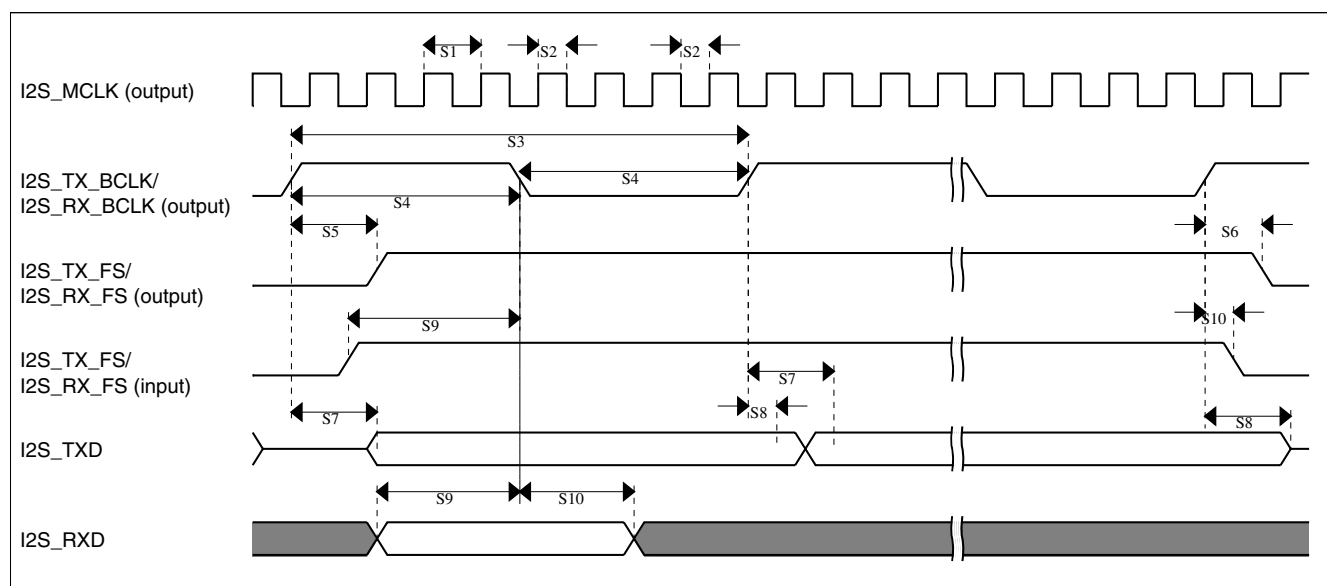 S1
S2
S2
I2S_MCLK (output)
S3
I2S_TX_BCLK/
I2S_RX_BCLK (output)
S4
S4
S5
S6
I2S_TX_FS/
I2S_RX_FS (output)
S9
S10
I2S_TX_FS/
I2S_RX_FS (input)
S7
S7
S8
S8
I2S_TXD
S9
S10
I2S_RXD